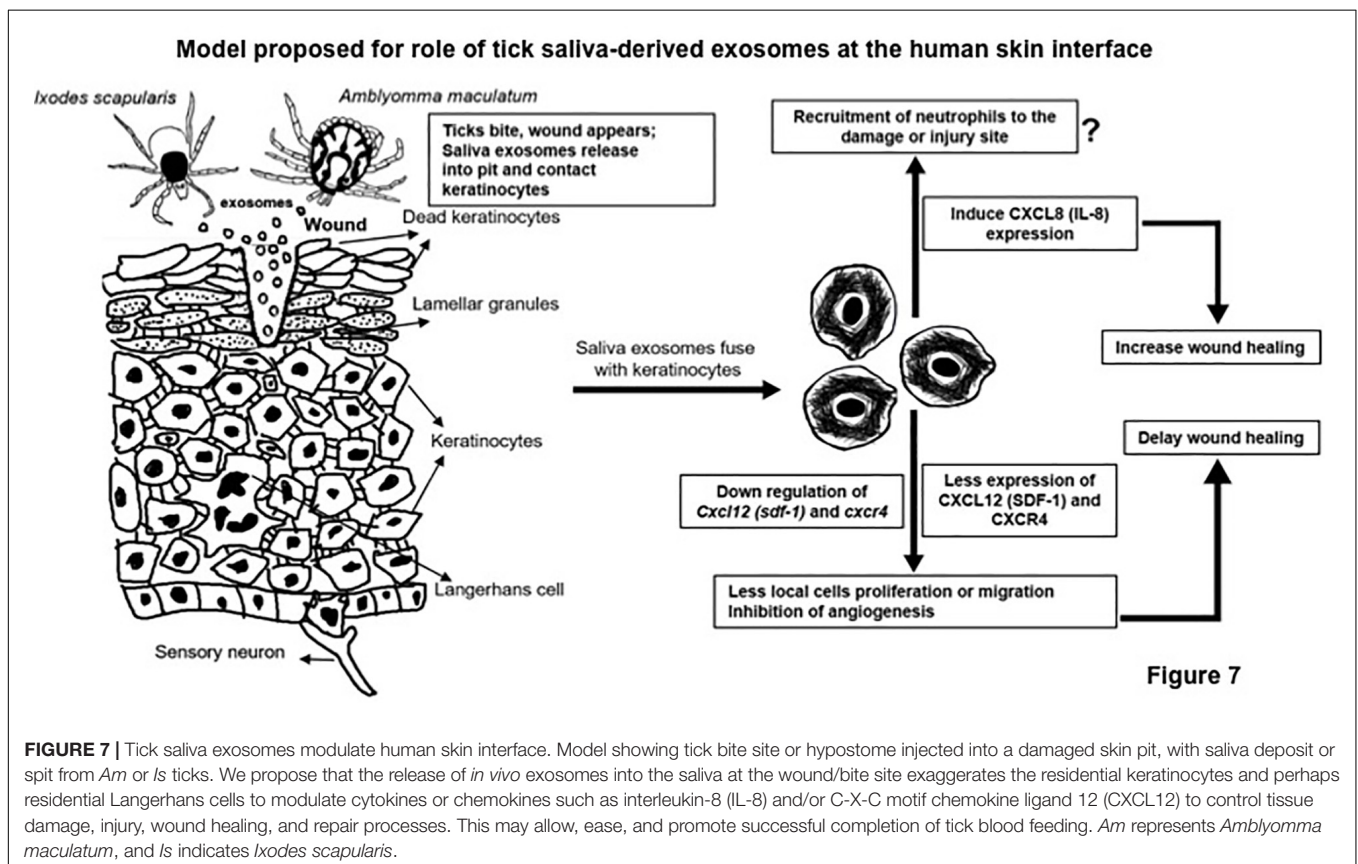 Model proposed for role of tick saliva-derived exosomes at the human skin interface
Ixodes scapularis
Amblyomma maculatum
Ticks bite, wound appears;
Saliva exosomes release
into pit and contact
keratinocytes
exosomes
Wound
Dead keratinocytes
Lamellar granules
Keratinocytes
Langerhans cell
Sensory neuron
Saliva exosomes fuse
with keratinocytes
Recruitment of neutrophils to the
damage or injury site
?
Induce CXCL8 (IL-8)
expression
Increase wound healing
Delay wound healing
Down regulation of
Cxcl12 (sdf-1) and cxcr4
Less expression of
CXCL12 (SDF-1) and
CXCR4
Less local cells proliferation or migration
Inhibition of angiogenesis
Figure 7
FIGURE 7 | Tick saliva exosomes modulate human skin interface. Model showing tick bite site or hypostome injected into a damaged skin pit, with saliva deposit or
spit from Am or Is ticks. We propose that the release of in vivo exosomes into the saliva at the wound/bite site exaggerates the residential keratinocytes and perhaps
residential Langerhans cells to modulate cytokines or chemokines such as interleukin-8 (IL-8) and/or C-X-C motif chemokine ligand 12 (CXCL12) to control tissue
damage, injury, wound healing, and repair processes. This may allow, ease, and promote successful completion of tick blood feeding. Am represents Amblyomma
maculatum, and Is indicates Ixodes scapularis.